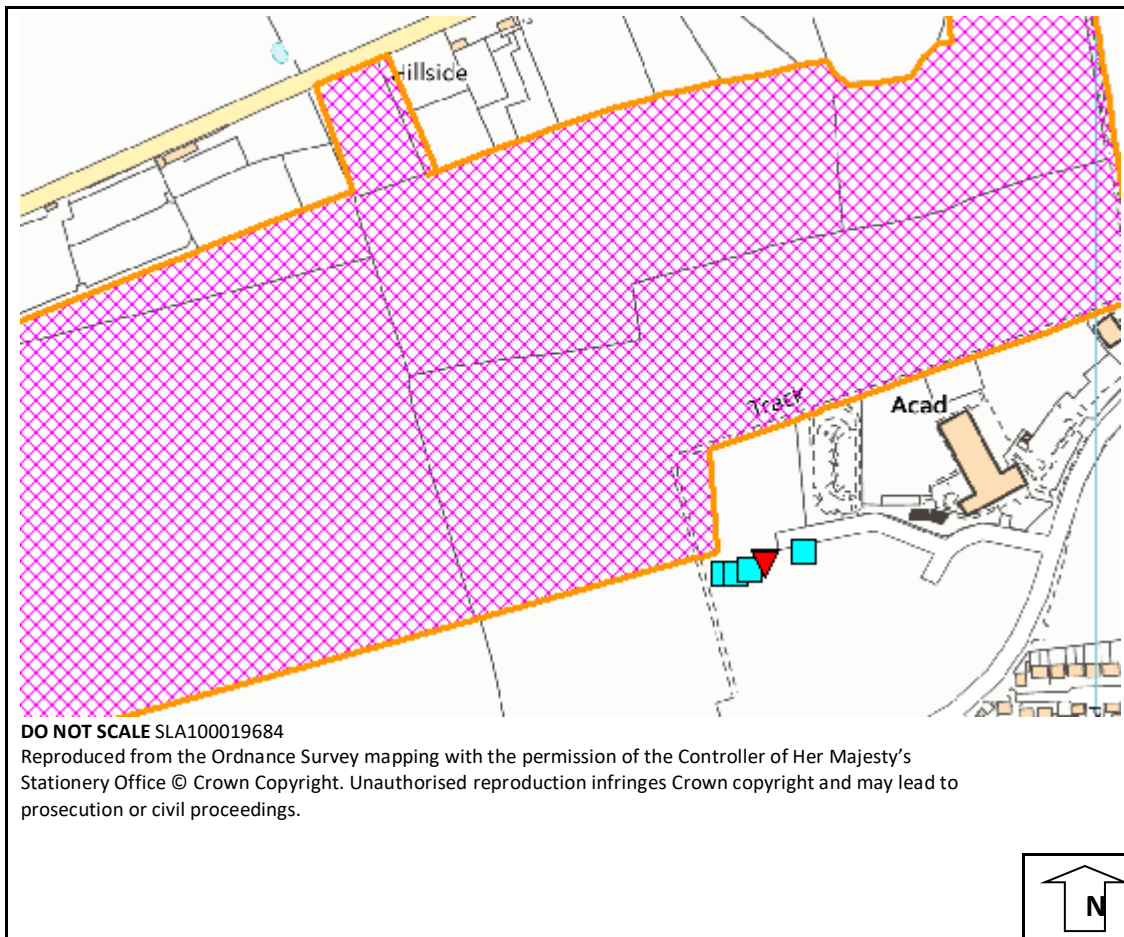 Hillside
Track
Acad
DO NOT SCALE SLA100019684
Reproduced from the Ordnance Survey mapping with the permission of the Controller of Her Majesty's
Stationery Office © Crown Copyright. Unauthorised reproduction infringes Crown copyright and may lead to
prosecution or civil proceedings.
N